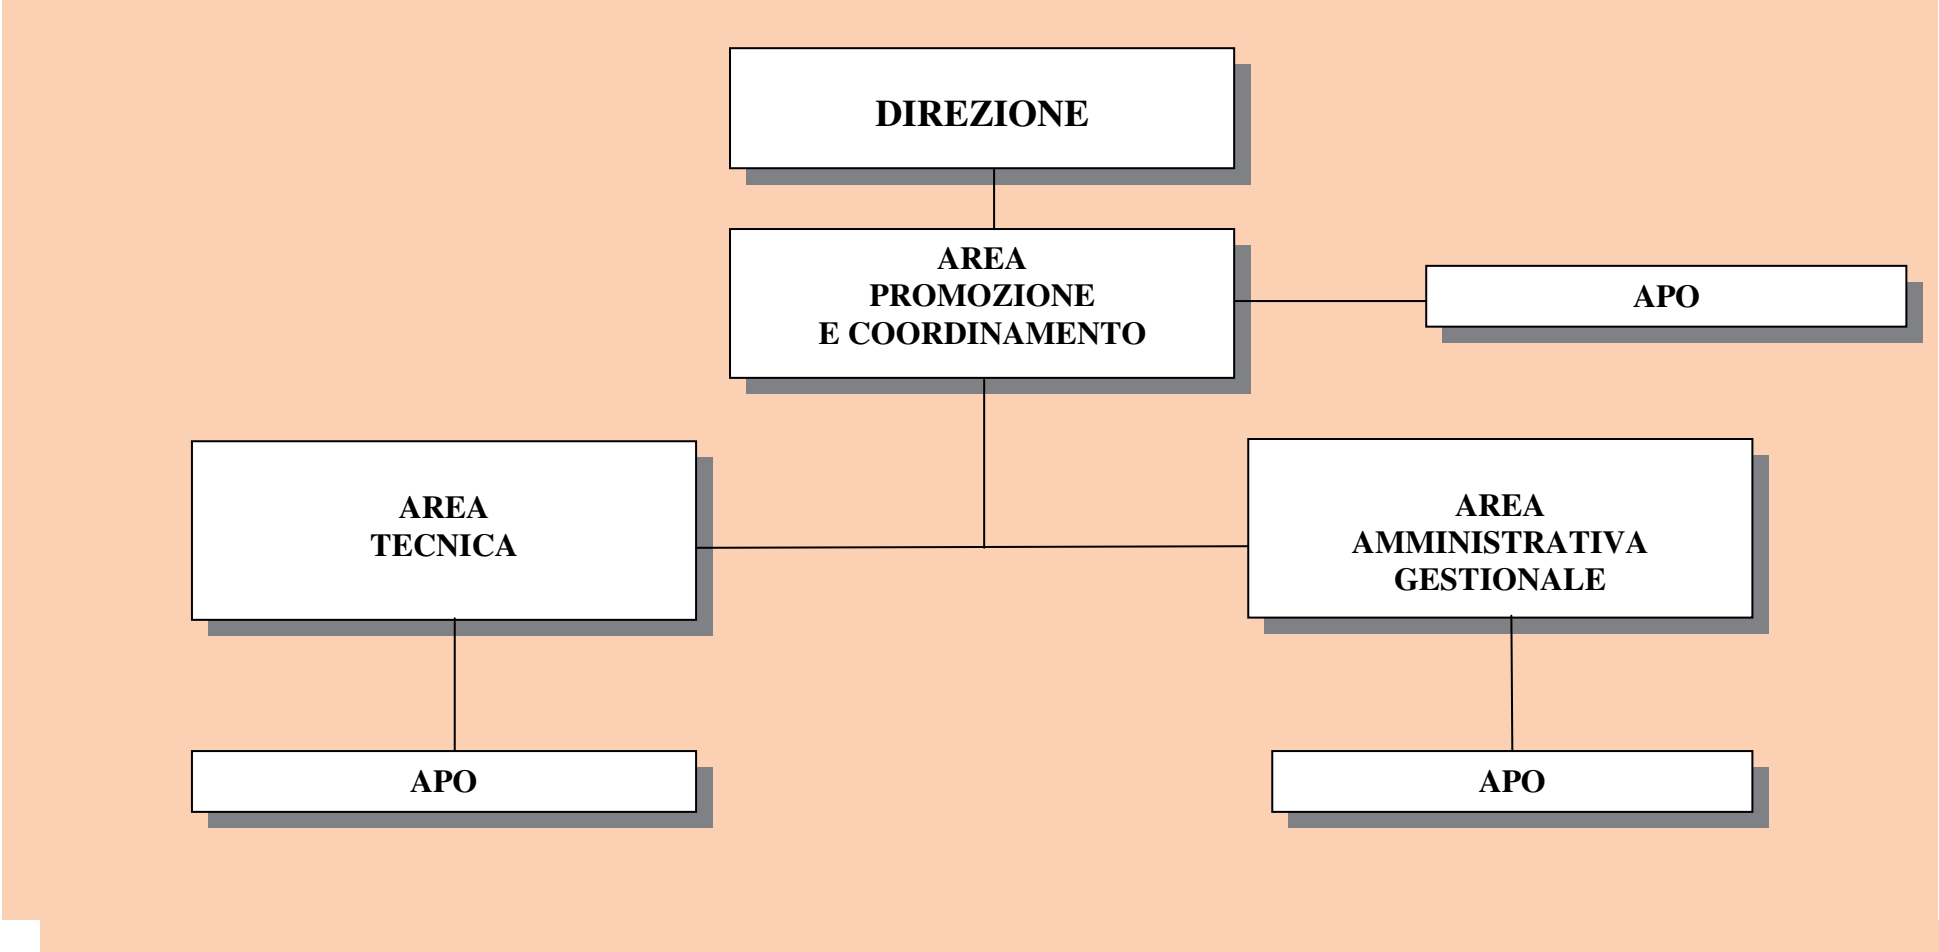 DIREZIONE
AREA
PROMOZIONE
E COORDINAMENTO
APO
AREA
TECNICA
AREA
AMMINISTRATIVA
GESTIONALE
APO
APO